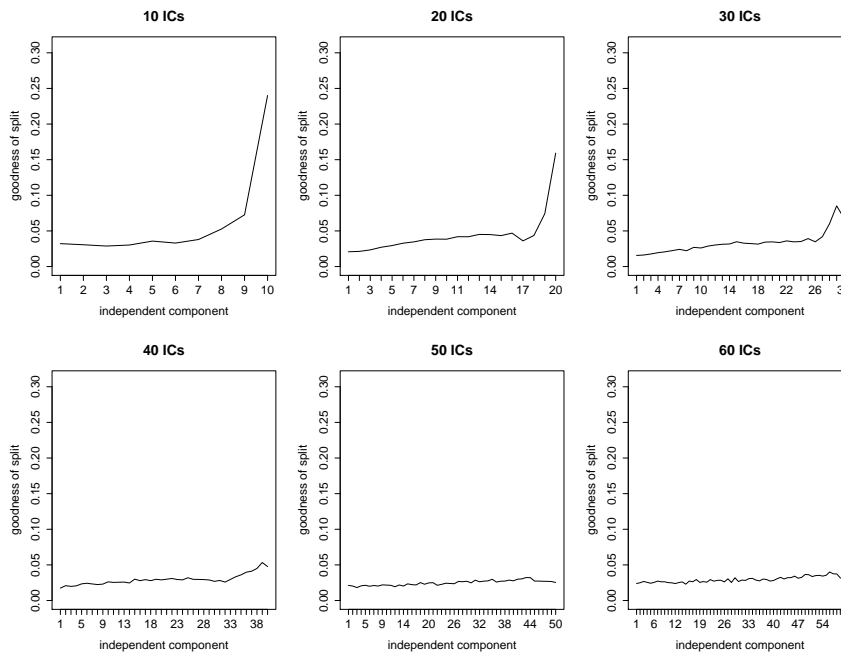 10 ICs
goodness of split
0.00 0.05 0.10 0.15 0.20 0.25 0.30
1 2 3 4 5 6 7 8 9 10
independent component
20 ICs
goodness of split
0.00 0.05 0.10 0.15 0.20 0.25 0.30
1 3 5 7 9 11 14 17 20
independent component
30 ICs
goodness of split
0.00 0.05 0.10 0.15 0.20 0.25 0.30
1 4 7 10 14 18 22 26 3
independent component
40 ICs
goodness of split
0.00 0.05 0.10 0.15 0.20 0.25 0.30
1 5 9 13 18 23 28 33 38
independent component
50 ICs
goodness of split
0.00 0.05 0.10 0.15 0.20 0.25 0.30
1 5 9 14 20 26 32 38 44 50
independent component
60 ICs
goodness of split
0.00 0.05 0.10 0.15 0.20 0.25 0.30
1 6 12 19 26 33 40 47 54
independent component